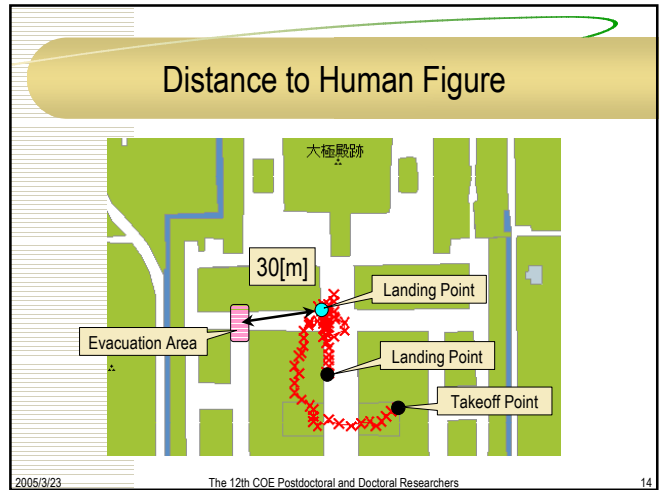 Distance to Human Figure
大極殿跡
30[m]
Landing Point
Evacuation Area
Landing Point
Takeoff Point
2005/3/23
The 12th COE Postdoctoral and Doctoral Researchers
14